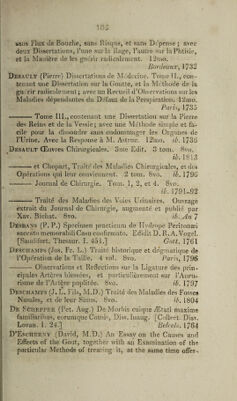 103
sans Flux de Bouche, sans Risque, et sans Dépense ; avec
deux Dissertations, l'une sur la Rage, l'autre sur la Phtisie,
et la Manière de les guérir radicalement. 12mo.
Bordeaux, 1732
DESAULT (Pierre) Dissertations de Médecine. Tome II., con-
tenant une Dissertation sur la Goutte, et la Méthode de la
guérir radicalement ; avec un Recueil d'Observations sur les
Maladies dépendantes du Défaut de la Perspiration. 12mo.
Paris, 1735
——— Tome III., contenant une Dissertation sur la Pierre
des Reins et de la Vessie ; avec une Méthode simple et fa-
cile pour la dissoudre sans endommager les Organes de
l'Urine. Avec la Response à M. Astruc. 12mo. ib. 1736
DESAULT Œuvres Chirurgicales. 3me Edit. 2 tom. 8vo.
ib. 1813
——— et Chopart, Traité des Maladies Chirurgicales, et des
Opérations qui leur conviennent. 2 tom. 8vo. ib. 1796
——— Journal de Chirurgie. Tom. 1, 2, et 4. 8vo.
ib. 1791-92
——— Traité des Maladies des Voies Urinaires. Ouvrage
extrait du Journal de Chirurgie, augmenté et publié par
Xav. Bichat. 8vo. ib. An 7
DESBANS (P. P.) Specimen practicum de Hydrope Peritonæi
saccato memorabili Casu confirmato. Edidit D. R. A. Vogel.
[Sandifort. Thesaur. I. 451.] Gott. 1761
DESCHAMPS (Jos. Fr. L.) Traité historique et dogmatique de
l'Opération de la Taille. 4 vol. 8vo. Paris, 1796
——— Observations et Reflections sur la Ligature des prin-
cipales Artères blessées, et particulièrement sur l'Aneu-
risme de l'Artère poplitée. 8vo. ib. 1797
DESCHAMPS (J. L. Fils, M.D.) Traité des Maladies des Fosses
Nasales, et de leur Sinus. 8vo. ib. 1804
DE SCHEPPER (Pet. Aug.) De Morbis cuique Ætati maxime
familiaribus, eorumque Causis, Diss. Inaug. [Collect. Diss.
Lovan. I. 24.] Beloeis. 1764
D'ESCHERNY (David, M.D.) An Essay on the Causes and
Effects of the Gout, together with an Examination of the
particular Methods of treating it, at the same time offer-